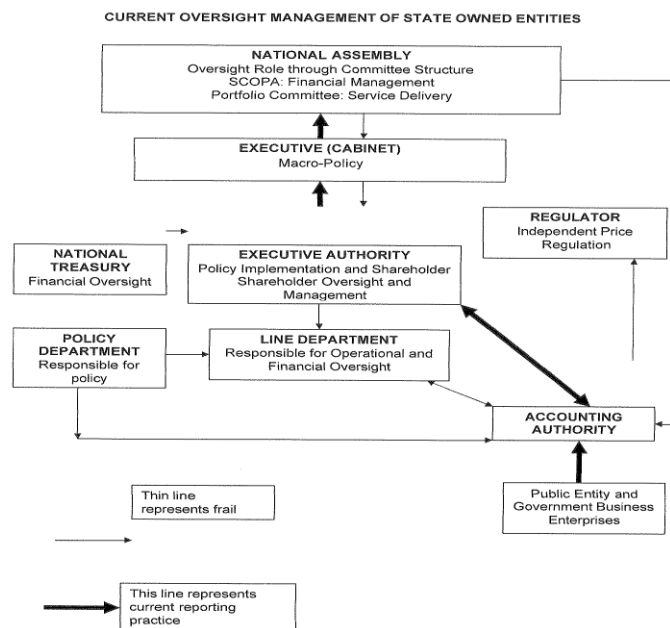 CURRENT OVERSIGHT MANAGEMENT OF STATE OWNED ENTITIES
NATIONAL ASSEMBLY
Oversight Role through Committee Structure
SCOPA: Financial Management
Portfolio Committee: Service Delivery
EXECUTIVE (CABINET)
Macro-Policy
REGULATOR
Independent Price
Regulation
NATIONAL
TREASURY
Financial Oversight
EXECUTIVE AUTHORITY
Policy Implementation and Shareholder
Shareholder Oversight and
Management
POLICY
DEPARTMENT
Responsible for
policy
LINE DEPARTMENT
Responsible for Operational and
Financial Oversight
ACCOUNTING
AUTHORITY
Public Entity and
Government Business
Enterprises
Thin line
represents frail
This line represents
current reporting
practice